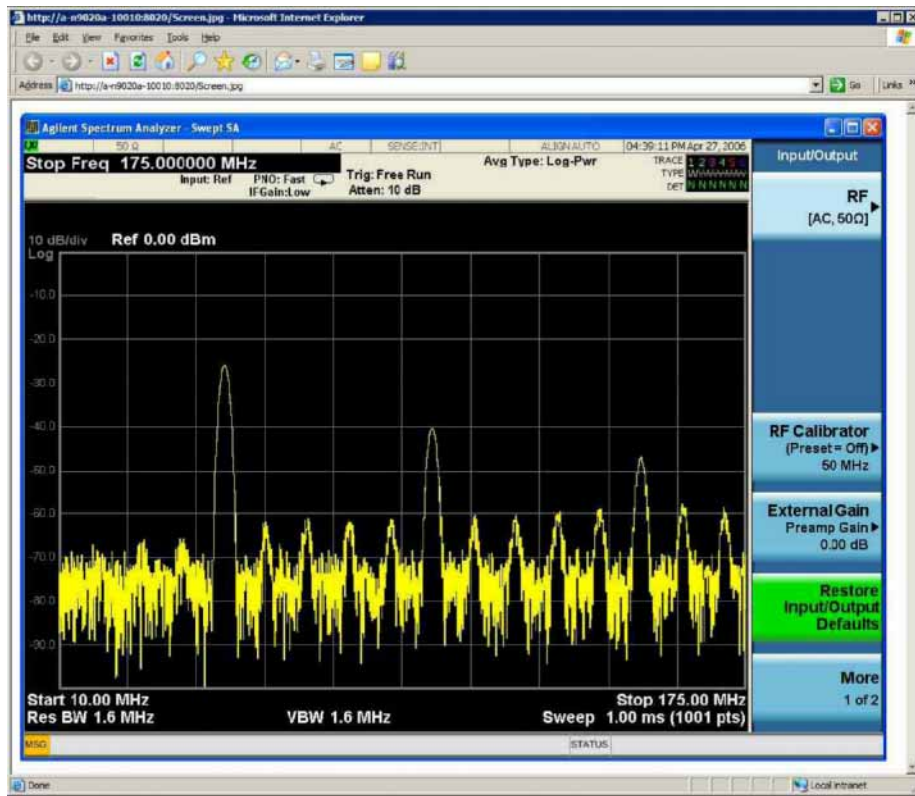 http://a-n9020a-10010:8020/Screen.jpg - Microsoft Internet Explorer
File Edit View Favorites Tools Help
Address http://a-n9020a-10010:8020/Screen.jpg Go Links »
Agilent Spectrum Analyzer - Swept SA
50 Ω AC SENSE:INT ALIGNAUTO 04:39:11 PM Apr 27, 2006
Stop Freq 175.000000 MHz
Input: Ref PNO: Fast IFGain:Low
Trig: Free Run
Atten: 10 dB
Avg Type: Log-Pwr
TRACE 1 2 3 4 5 6
TYPE
DET N N N N N N
10 dB/div Ref 0.00 dBm
Log
-10.0
-20.0
-30.0
-40.0
-50.0
-60.0
-70.0
-80.0
-90.0
Start 10.00 MHz Stop 175.00 MHz
Res BW 1.6 MHz VBW 1.6 MHz Sweep 1.00 ms (1001 pts)
MSG STATUS
Input/Output
RF
[AC, 50Ω]
RF Calibrator
(Preset = Off)
50 MHz
External Gain
Preamp Gain
0.00 dB
Restore
Input/Output
Defaults
More
1 of 2
Done Local intranet